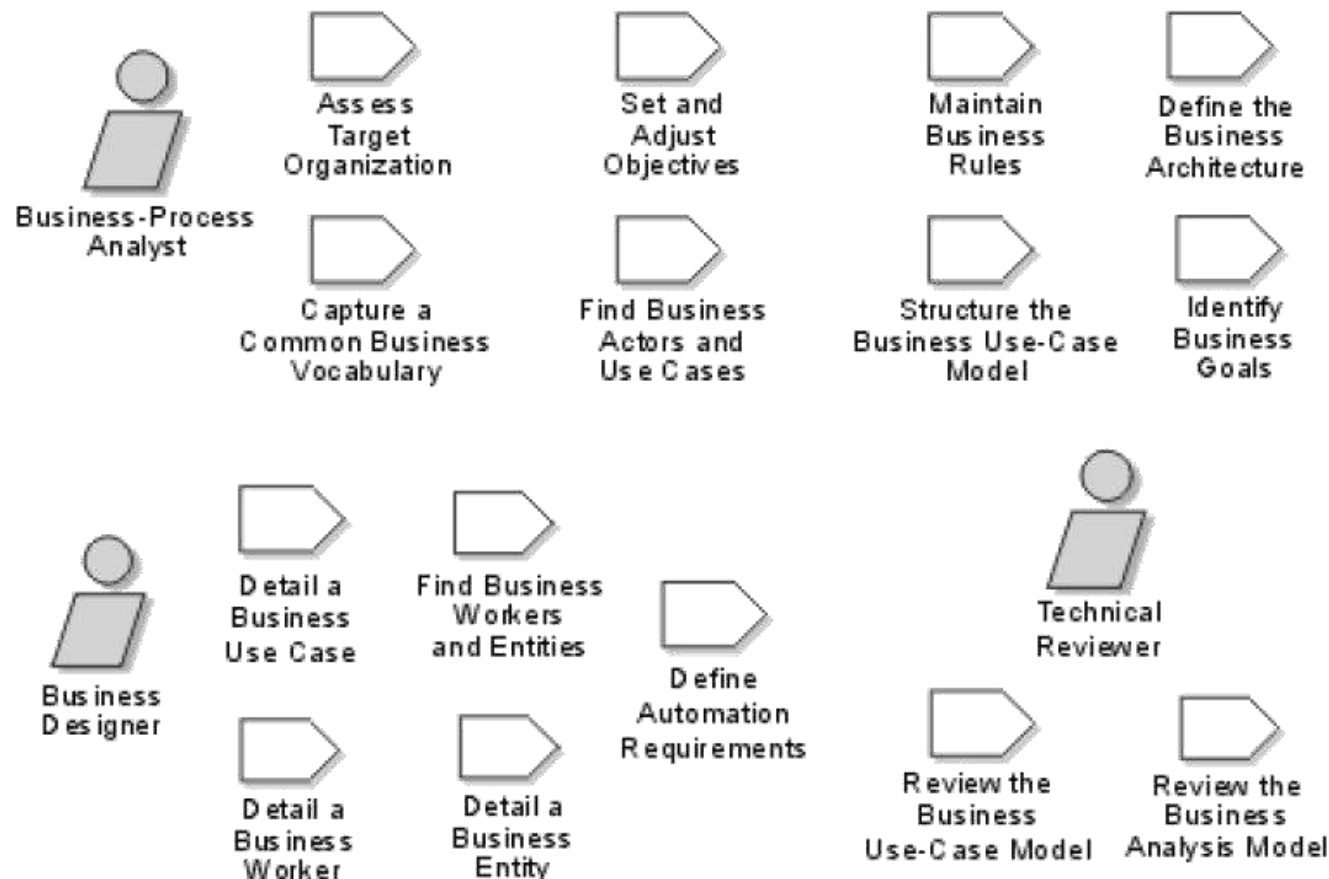 Business-Process
Analyst
Assess
Target
Organization
Set and
Adjust
Objectives
Maintain
Business
Rules
Define the
Business
Architecture
Capture a
Common Business
Vocabulary
Find Business
Actors and
Use Cases
Structure the
Business Use-Case
Model
Identify
Business
Goals
Business
Designer
Detail a
Business
Use Case
Find Business
Workers
and Entities
Define
Automation
Requirements
Detail a
Business
Worker
Detail a
Business
Entity
Technical
Reviewer
Review the
Business
Use-Case Model
Review the
Business
Analysis Model